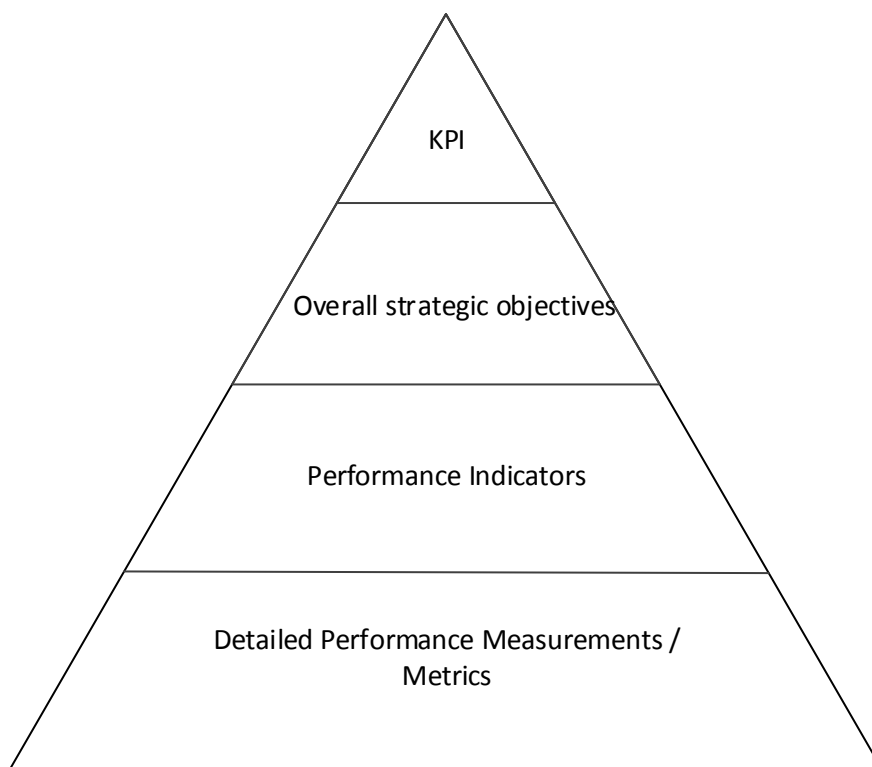 KPI
Overall strategic objectives
Performance Indicators
Detailed Performance Measurements /
Metrics